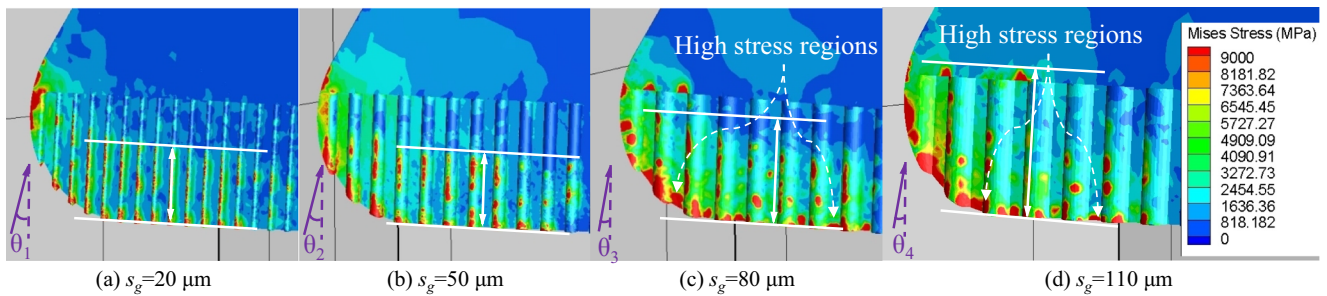 High stress regions
High stress regions
Mises Stress (MPa)
9000
8181.82
7363.64
6545.45
5727.27
4909.09
4090.91
3272.73
2454.55
1636.36
818.182
0
θ1
θ2
θ3
θ4
(a) sg=20 μm
(b) sg=50 μm
(c) sg=80 μm
(d) sg=110 μm